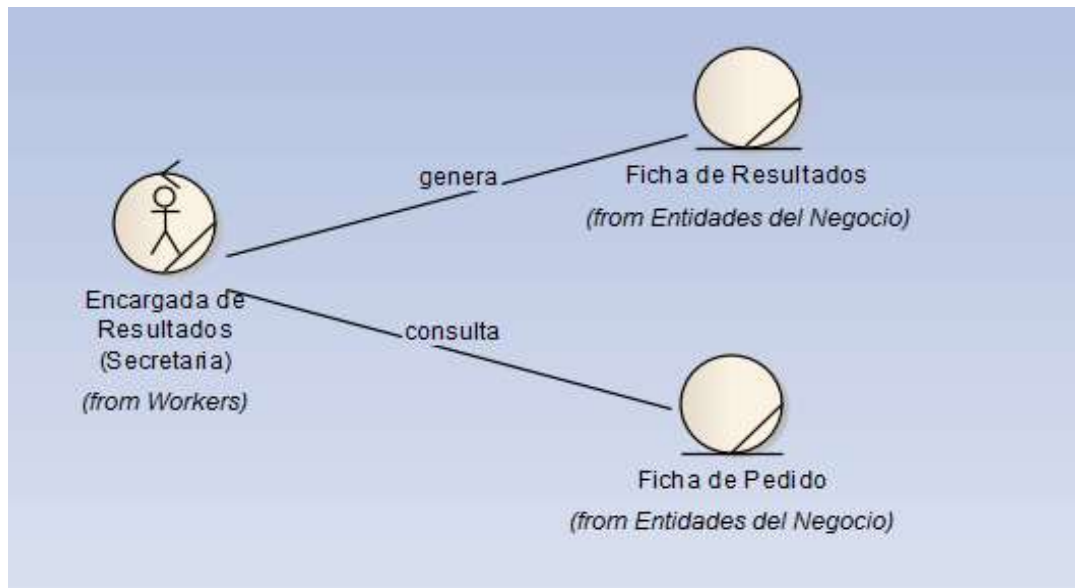 genera
Ficha de Resultados
(from Entidades del Negocio)
Encargada de
Resultados
(Secretaria)
(from Workers)
consulta
Ficha de Pedido
(from Entidades del Negocio)